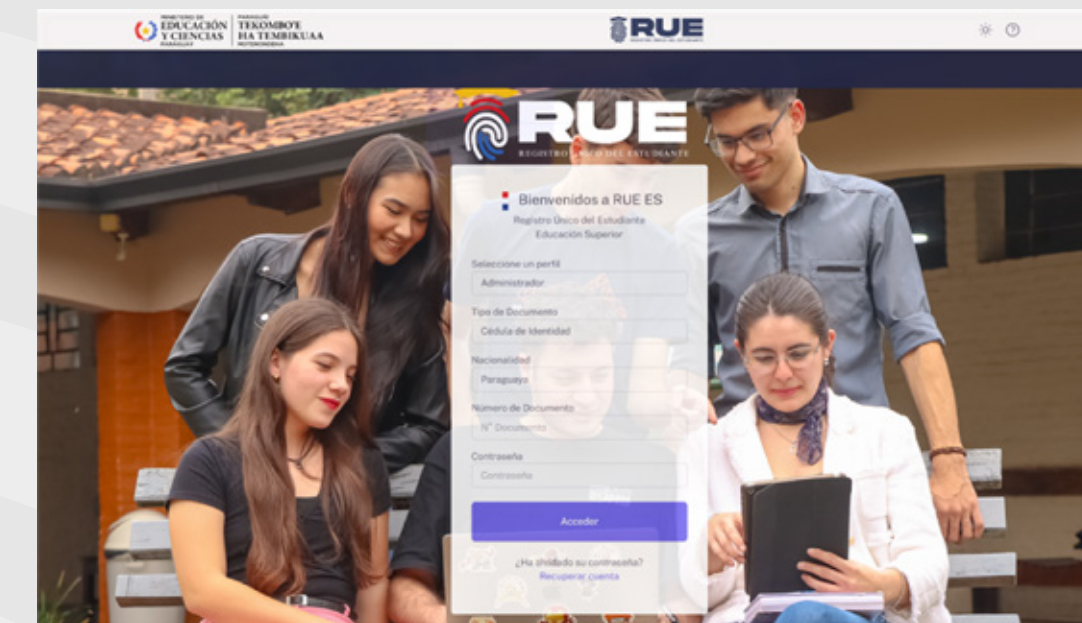 MINISTERIO DE
EDUCACIÓN
Y CIENCIAS
PARAGUÁI
TEKOMBO'E
HA TEMBIKUAA
RUE
RUE
REGISTRO ÚNICO DEL ESTUDIANTE
Bienvenidos a RUE ES
Registro Único del Estudiante
Educación Superior
Seleccione un perfil
Administrador
Tipo de Documento
Cédula de Identidad
Nacionalidad
Paraguaya
Número de Documento
N° Documento
Contraseña
Contraseña
Acceder
¿Ha olvidado su contraseña?
Recuperar cuenta